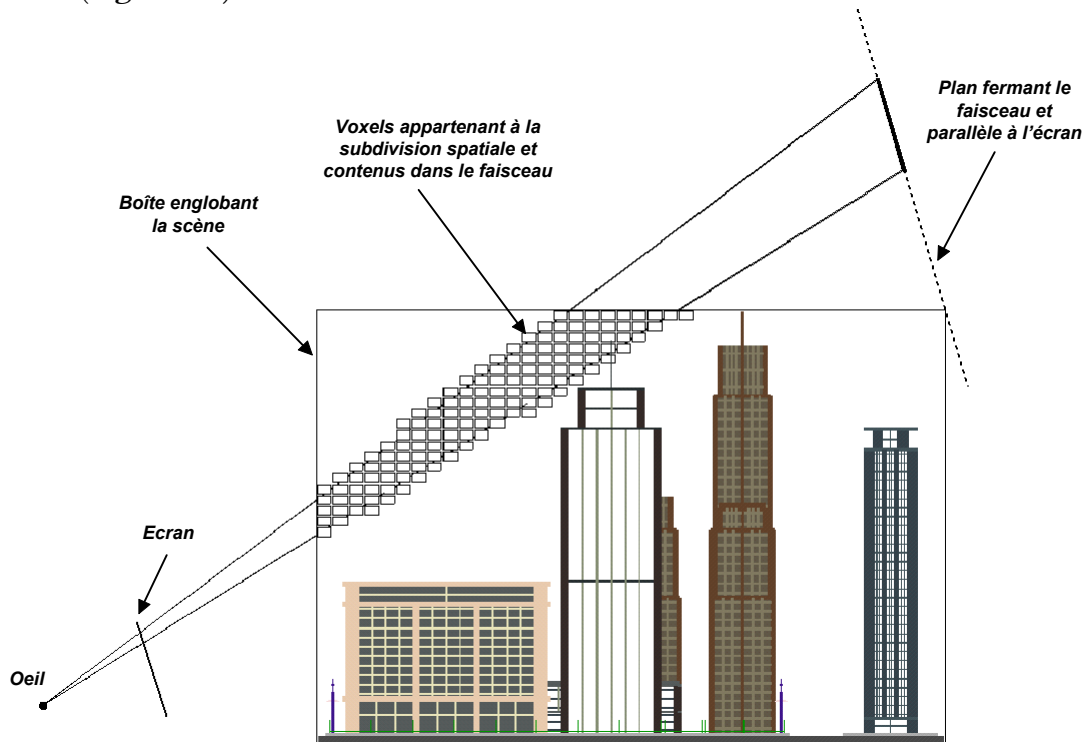 Plan fermant le
faisceau et
parallèle à l'écran
Voxels appartenant à la
subdivision spatiale et
contenus dans le faisceau
Boîte englobant
la scène
Ecran
Oeil